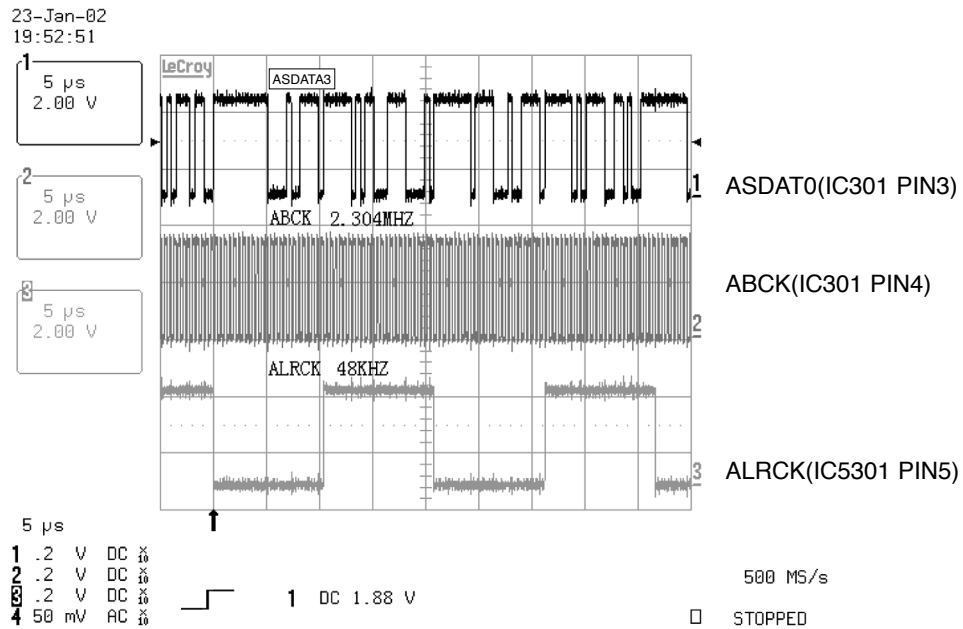 23-Jan-02
19:52:51
1
5 µs
2.00 V
2
5 µs
2.00 V
3
5 µs
2.00 V
LeCroy
ASDATA3
1
ASDAT0(IC301 PIN3)
ABCK 2.304MHZ
ABCK(IC301 PIN4)
2
ALRCK 48KHZ
3
ALRCK(IC5301 PIN5)
5 µs
1 .2 V DC X10
2 .2 V DC X10
3 .2 V DC X10
4 50 mV AC X10
1 DC 1.88 V
500 MS/s
STOPPED